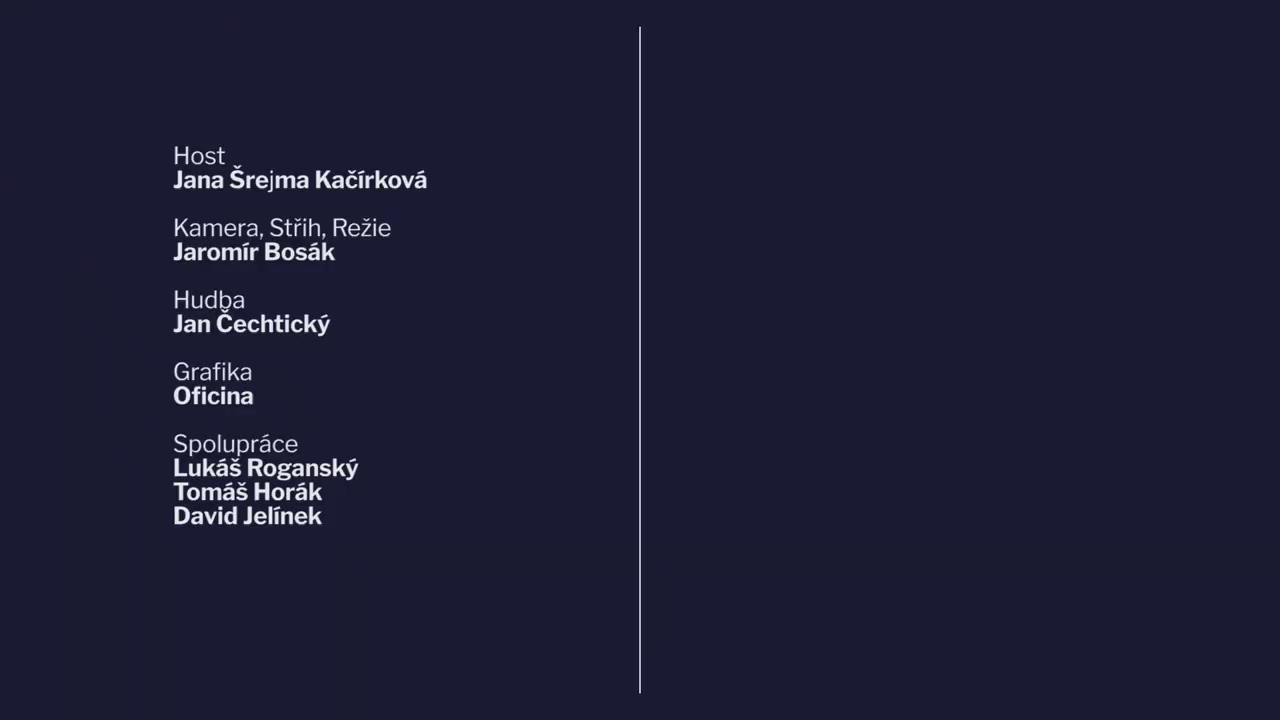 Host
Jana Šrejma Kačírková
Kamera, Střih, Režie
Jaromír Bosák
Hudba
Jan Čechtický
Grafika
Oficina
Spolupráce
Lukáš Roganský
Tomáš Horák
David Jelínek